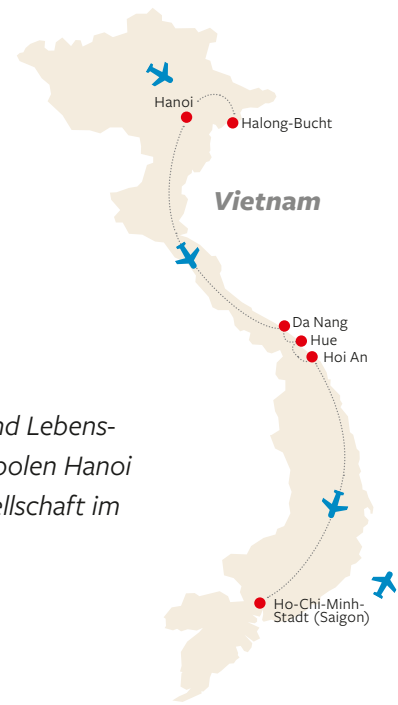 Hanoi
Halong-Bucht
Vietnam
Da Nang
Hue
Hoi An
nd Lebens-
polen Hanoi
ellschaft im
Ho-Chi-Minh-
Stadt (Saigon)